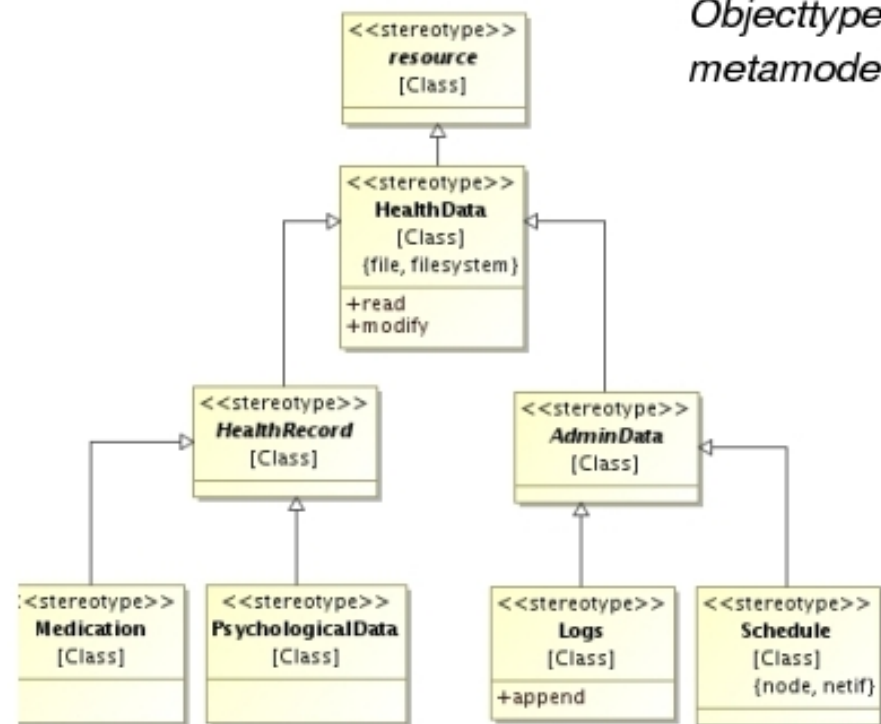 Objecttype
metamode
<<stereotype>>
resource
[Class]
<<stereotype>>
HealthData
[Class]
{file, filesystem}
+read
+modify
<<stereotype>>
HealthRecord
[Class]
<<stereotype>>
AdminData
[Class]
<<stereotype>>
Medication
[Class]
<<stereotype>>
PsychologicalData
[Class]
<<stereotype>>
Logs
[Class]
+append
<<stereotype>>
Schedule
[Class]
{node, netif}